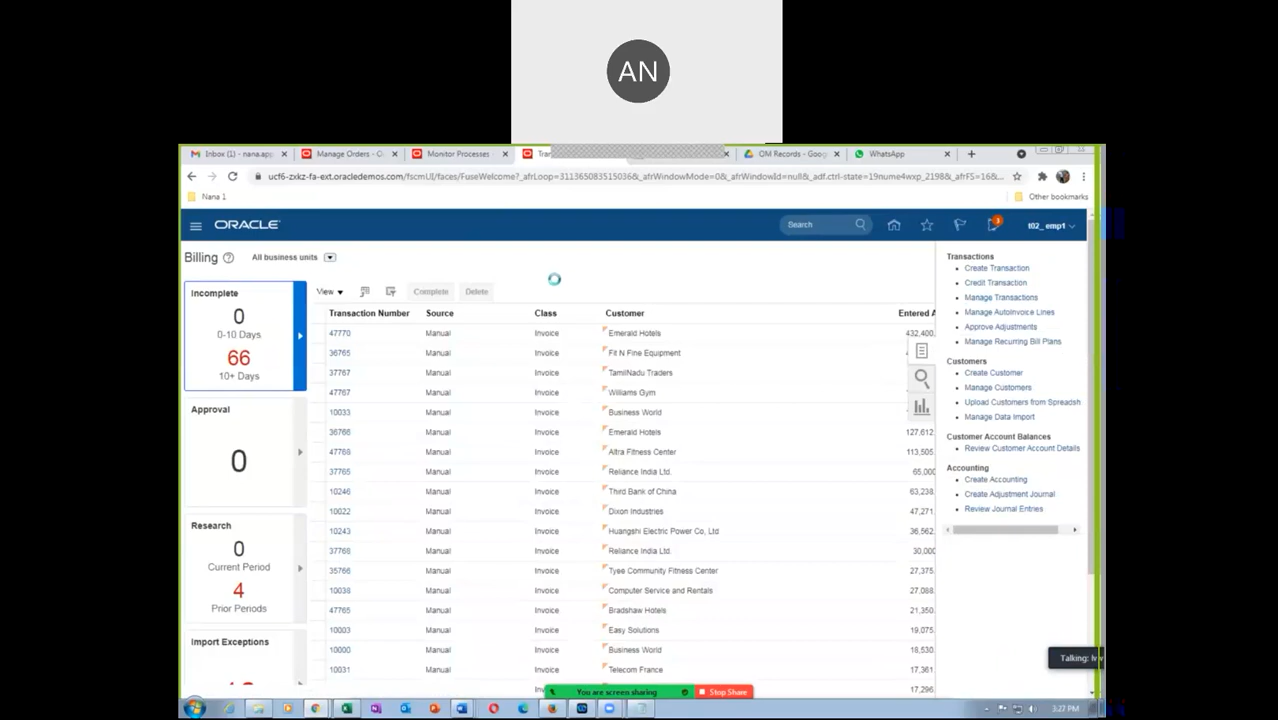 AN
Inbox (1) - nana.app
Manage Orders - O
Monitor Processes
OM Records - Goog
WhatsApp
ucf6-zxkz-fa-ext.oracledemos.com/fscmUI/faces/FuseWelcome?_afrLoop=3113650835150368&_afrWindowMode=0&_afrWindowId=null&_adf.ctrl-state=19nume4wxp_2198&_afrFS=16&...
Nana 1
Other bookmarks
ORACLE
Search
3
t02_emp1
Billing
All business units
Incomplete
0
0-10 Days
66
10+ Days
Approval
0
Research
0
Current Period
4
Prior Periods
Import Exceptions
View
Complete
Delete
Transaction Number Source Class Customer Entered A
47770 Manual Invoice Emerald Hotels 432,400.
36765 Manual Invoice Fit N Fine Equipment
37767 Manual Invoice TamilNadu Traders
47767 Manual Invoice Williams Gym
10033 Manual Invoice Business World
36766 Manual Invoice Emerald Hotels 127,612.
47768 Manual Invoice Altra Fitness Center 113,505.
37765 Manual Invoice Reliance India Ltd. 65,000
10246 Manual Invoice Third Bank of China 63,238.
10022 Manual Invoice Dixon Industries 47,271.
10243 Manual Invoice Huangshi Electric Power Co, Ltd 36,562.
37766 Manual Invoice Reliance India Ltd. 30,000
35766 Manual Invoice Tyee Community Fitness Center 27,375.
10038 Manual Invoice Computer Service and Rentals 27,088.
47765 Manual Invoice Bradshaw Hotels 21,350.
10003 Manual Invoice Easy Solutions 19,075.
10000 Manual Invoice Business World 18,530.
10031 Manual Invoice Telecom France 17,361.
17,296.
Transactions
Create Transaction
Credit Transaction
Manage Transactions
Manage AutoInvoice Lines
Approve Adjustments
Manage Recurring Bill Plans
Customers
Create Customer
Manage Customers
Upload Customers from Spreadsh
Manage Data Import
Customer Account Balances
Review Customer Account Details
Accounting
Create Accounting
Create Adjustment Journal
Review Journal Entries
Talking:
You are screen sharing
Stop Share
3:27 PM